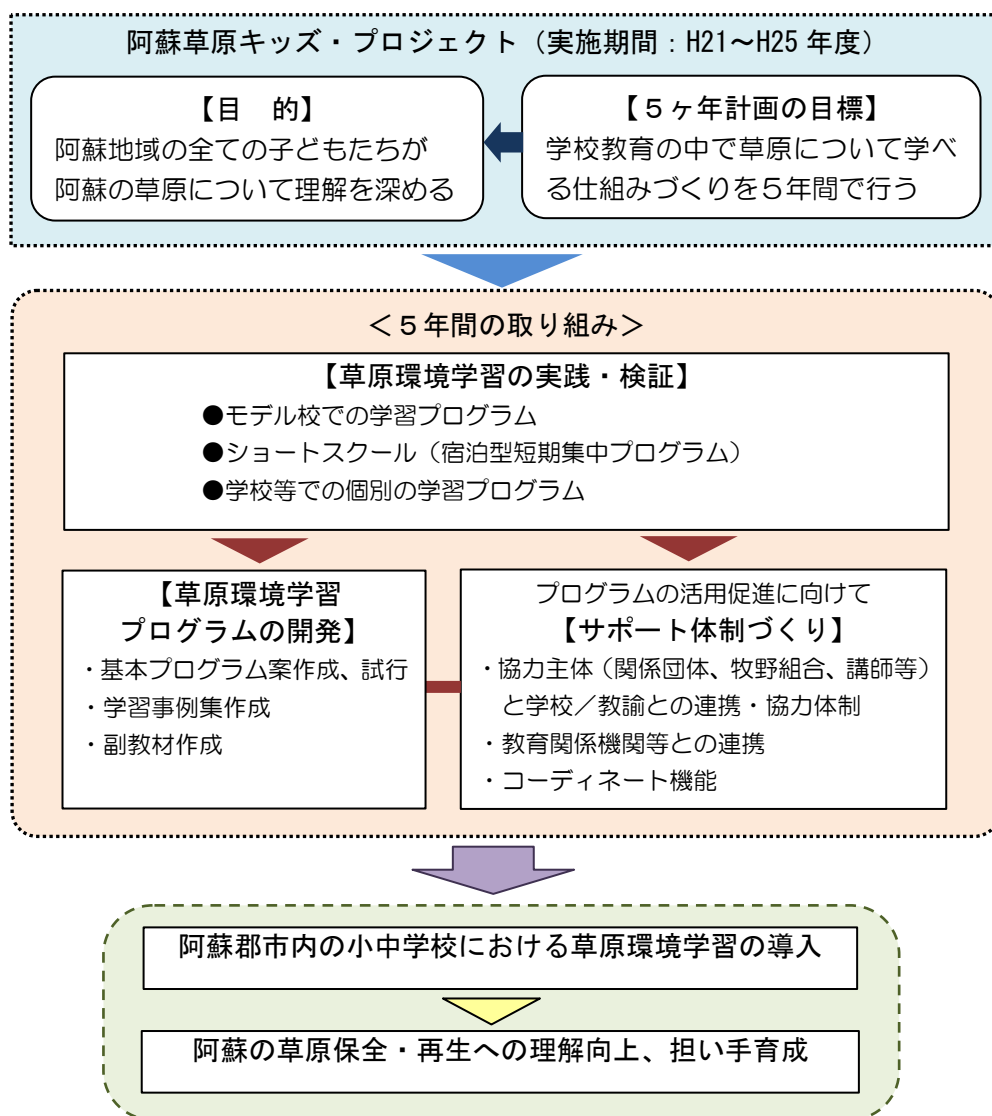 阿蘇草原キッズ・プロジェクト（実施期間：H21～H25 年度）
【目　的】
阿蘇地域の全ての子どもたちが
阿蘇の草原について理解を深める
【５ヶ年計画の目標】
学校教育の中で草原について学べ
る仕組みづくりを５年間で行う
＜５年間の取り組み＞
【草原環境学習の実践・検証】
●モデル校での学習プログラム
●ショートスクール（宿泊型短期集中プログラム）
●学校等での個別の学習プログラム
【草原環境学習
プログラムの開発】
・基本プログラム案作成、試行
・学習事例集作成
・副教材作成
プログラムの活用促進に向けて
【サポート体制づくり】
・協力主体（関係団体、牧野組合、講師等）
と学校／教諭との連携・協力体制
・教育関係機関等との連携
・コーディネート機能
阿蘇郡市内の小中学校における草原環境学習の導入
阿蘇の草原保全・再生への理解向上、担い手育成